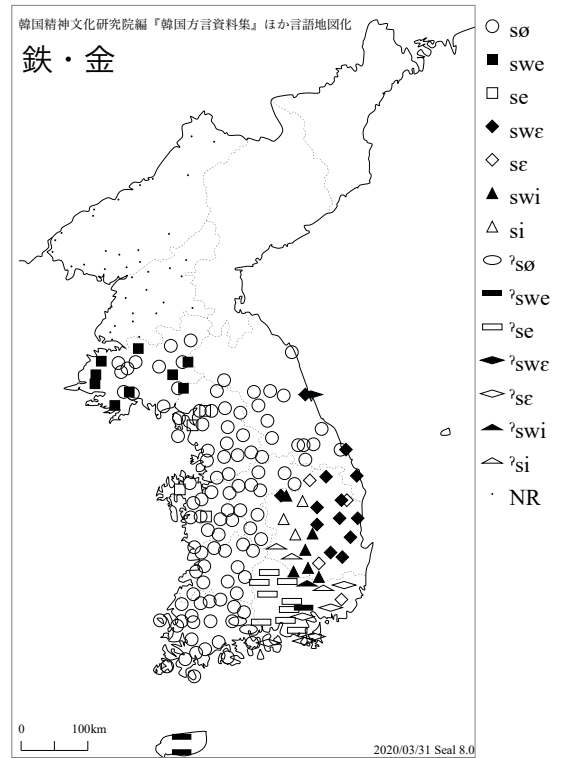 韓国精神文化研究院編『韓国方言資料集』ほか言語地図化
鉄・金
sø
swe
se
swɛ
sɛ
swi
si
ˀsø
ˀswe
ˀse
ˀswɛ
ˀsɛ
ˀswi
ˀsi
NR
0 100km
2020/03/31 Seal 8.0